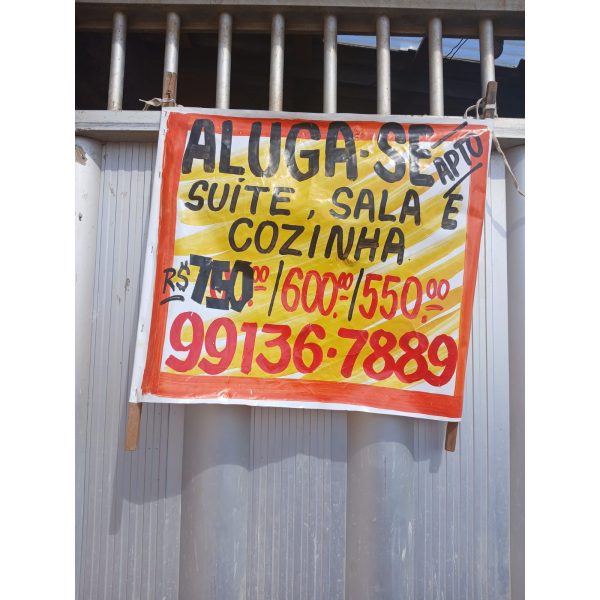 ALUGA-SE APTO
SUITE, SALA E
COZINHA
R$ 750,00/600,00/550,00
99136-7889